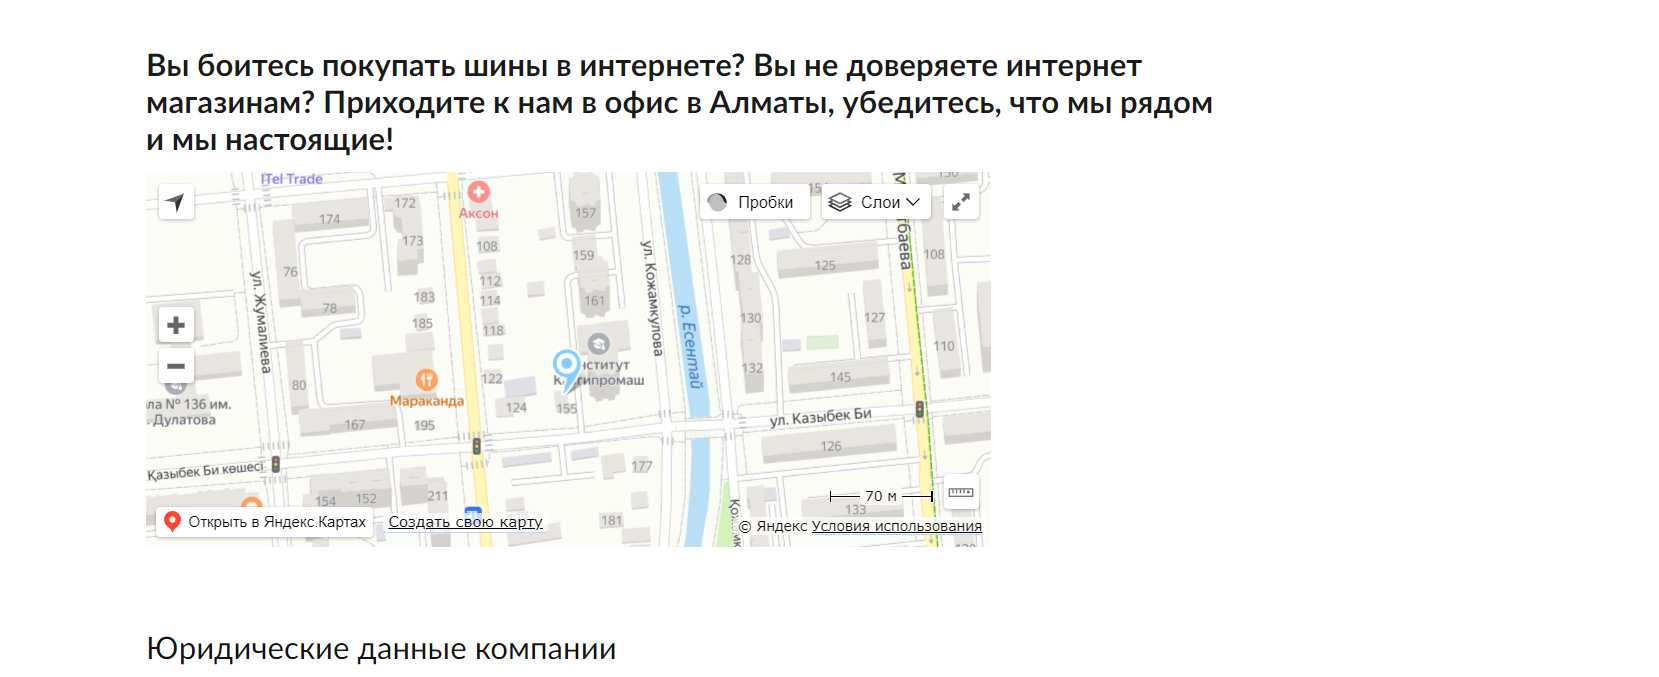 Вы боитесь покупать шины в интернете? Вы не доверяете интернет
магазинам? Приходите к нам в офис в Алматы, убедитесь, что мы рядом
и мы настоящие!
ITel Trade
Аксон
Пробки
Слои
150
174
172
157
173
108
159
128
125
108
ул. Жумалиева
ул. Кожамкулова
р. Есентай
76
112
183
114
161
78
185
118
130
127
110
132
80
122
145
Мараканда
124
155
167
195
ул. Казыбек Би
126
Қазыбек Би көшесі
177
154
152
211
181
133
70 м
№ 136 им.
Дулатова
Открыть в Яндекс.Картах
Создать свою карту
© Яндекс Условия использования
Юридические данные компании